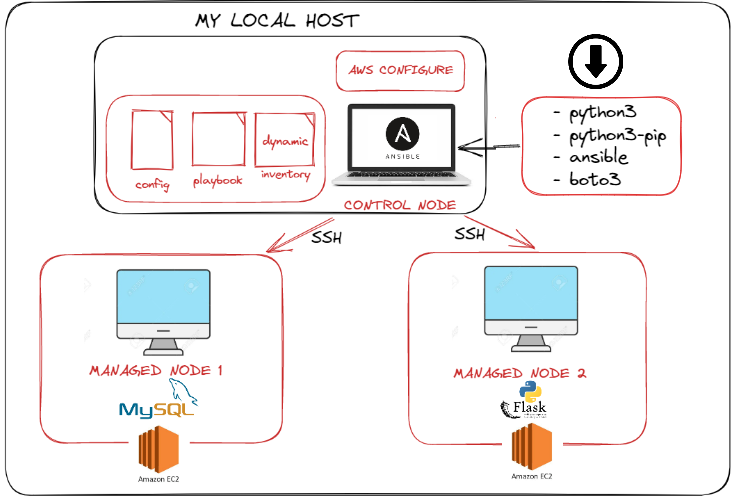 MY LOCAL HOST
AWS CONFIGURE
config
playbook
dynamic
inventory
ANSIBLE
CONTROL NODE
- python3
- python3-pip
- ansible
- boto3
SSH
SSH
MANAGED NODE 1
MySQL
Amazon EC2
MANAGED NODE 2
Flask
Amazon EC2